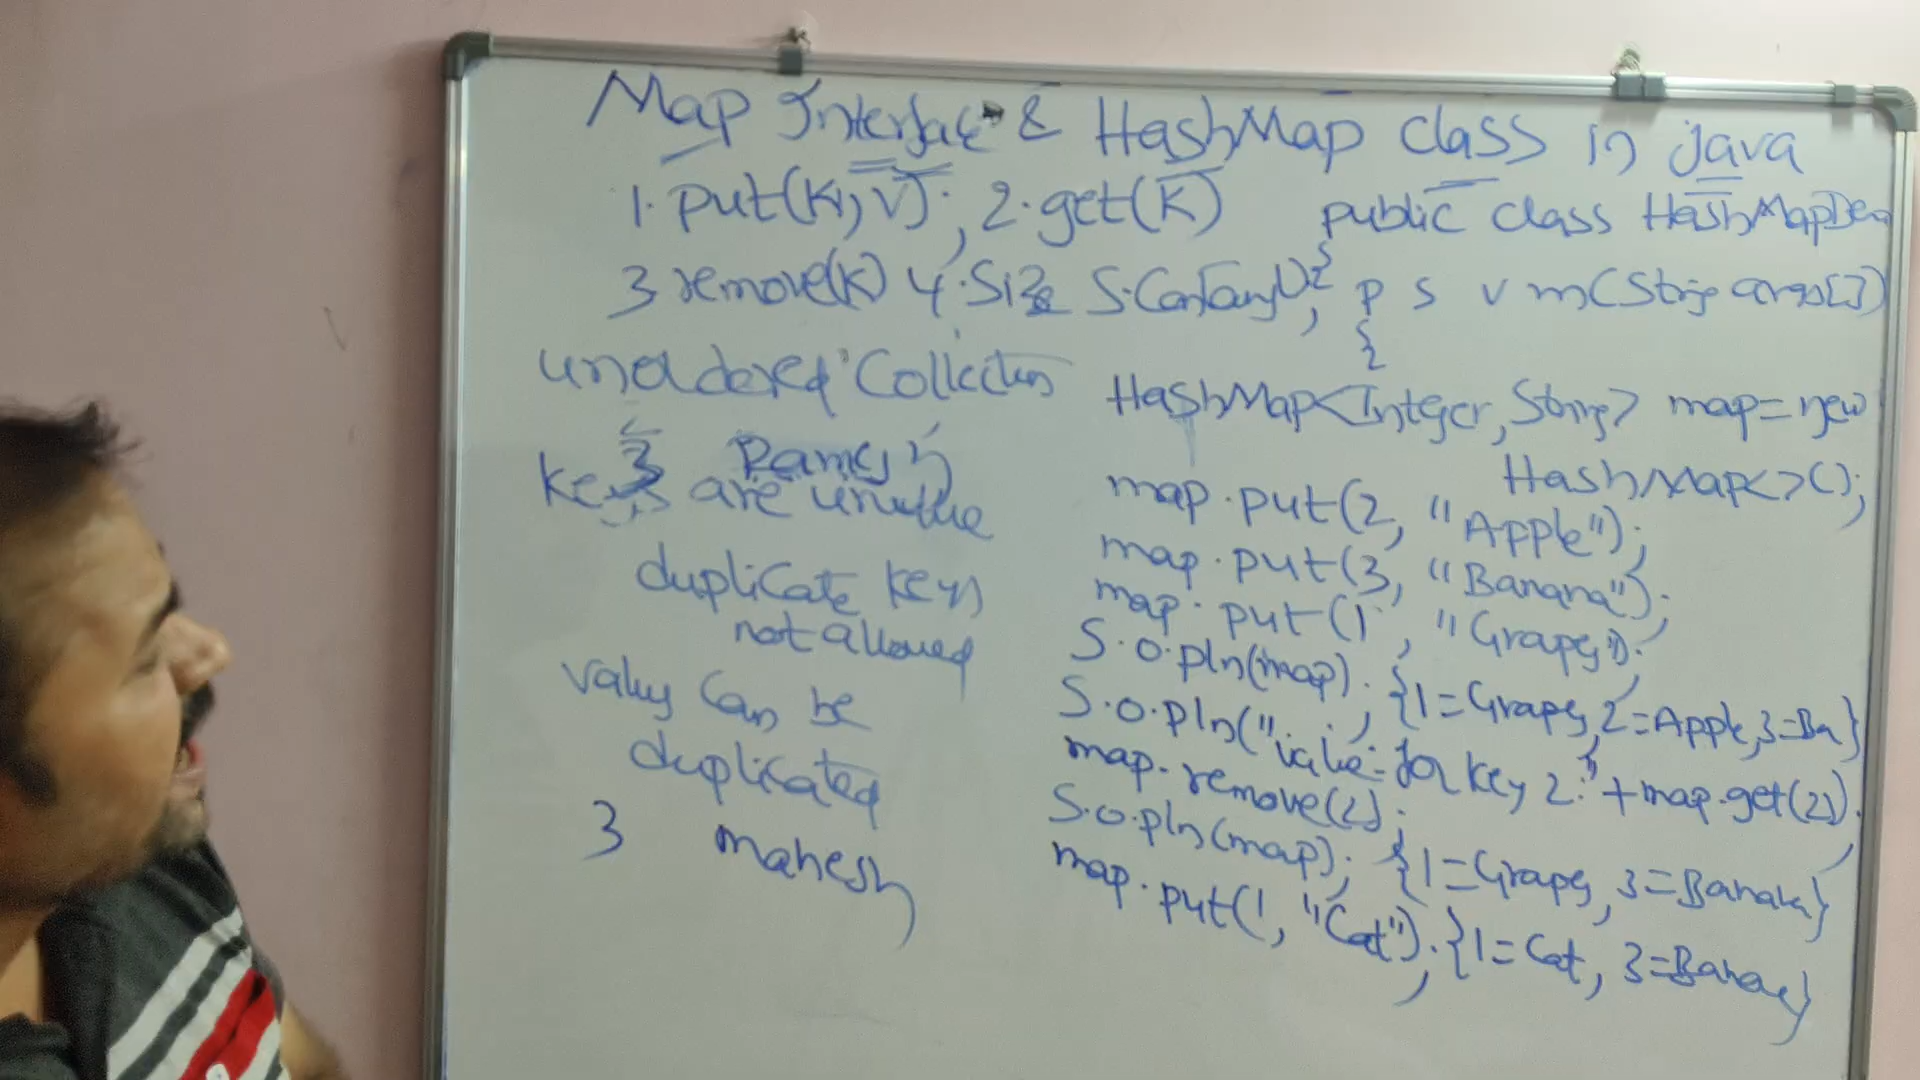 Map Interface & HashMap class in java
1. put(K, V), 2. get(K)
3 remove(K) 4. Size 5.
unordered Collection
3 Ramesh
keys are unique
duplicate keys
not allowed
values can be
duplicated
3 mahesh
public class HashMapDem
{
p s v m(String args[])
{
HashMap<Integer, String> map = new
HashMap<>();
map.put(2, "Apple");
map.put(3, "Banana");
map.put(1, "Grapes");
S.o.pln(map); {1=Grapes, 2=Apple, 3=Ba}
S.o.pln("value for key 2:" + map.get(2));
map.remove(2);
S.o.pln(map); {1=Grapes, 3=Banana}
map.put(1, "Cat"); {1=Cat, 3=Banana}